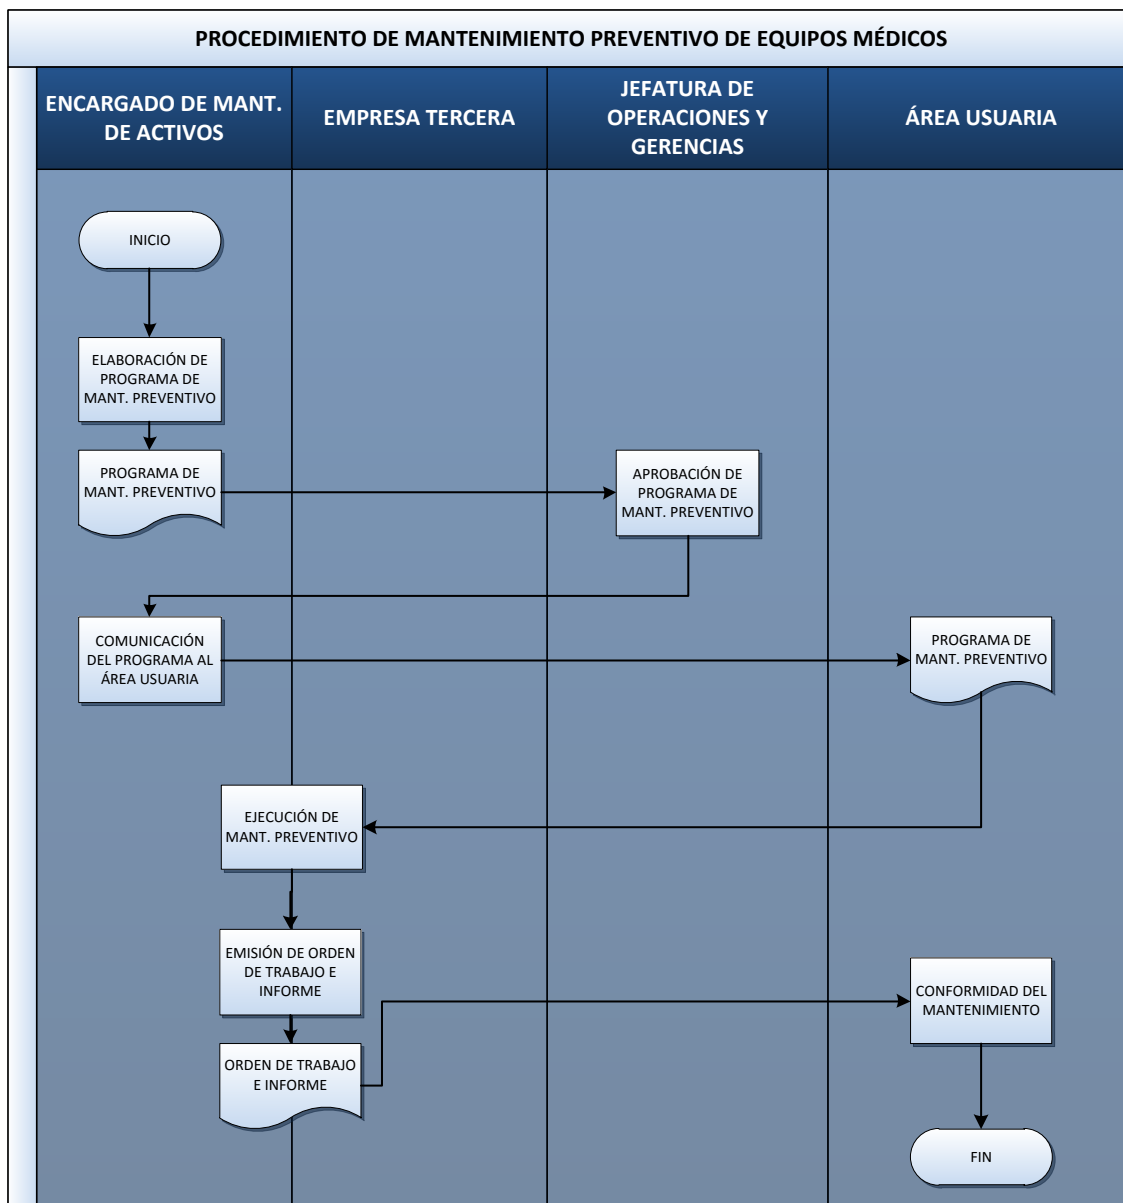 PROCEDIMIENTO DE MANTENIMIENTO PREVENTIVO DE EQUIPOS MÉDICOS
ENCARGADO DE MANT.
DE ACTIVOS
EMPRESA TERCERA
JEFATURA DE
OPERACIONES Y
GERENCIAS
ÁREA USUARIA
INICIO
ELABORACIÓN DE
PROGRAMA DE
MANT. PREVENTIVO
PROGRAMA DE
MANT. PREVENTIVO
APROBACIÓN DE
PROGRAMA DE
MANT. PREVENTIVO
COMUNICACIÓN
DEL PROGRAMA AL
ÁREA USUARIA
PROGRAMA DE
MANT. PREVENTIVO
EJECUCIÓN DE
MANT. PREVENTIVO
EMISIÓN DE ORDEN
DE TRABAJO E
INFORME
ORDEN DE TRABAJO
E INFORME
CONFORMIDAD DEL
MANTENIMIENTO
FIN